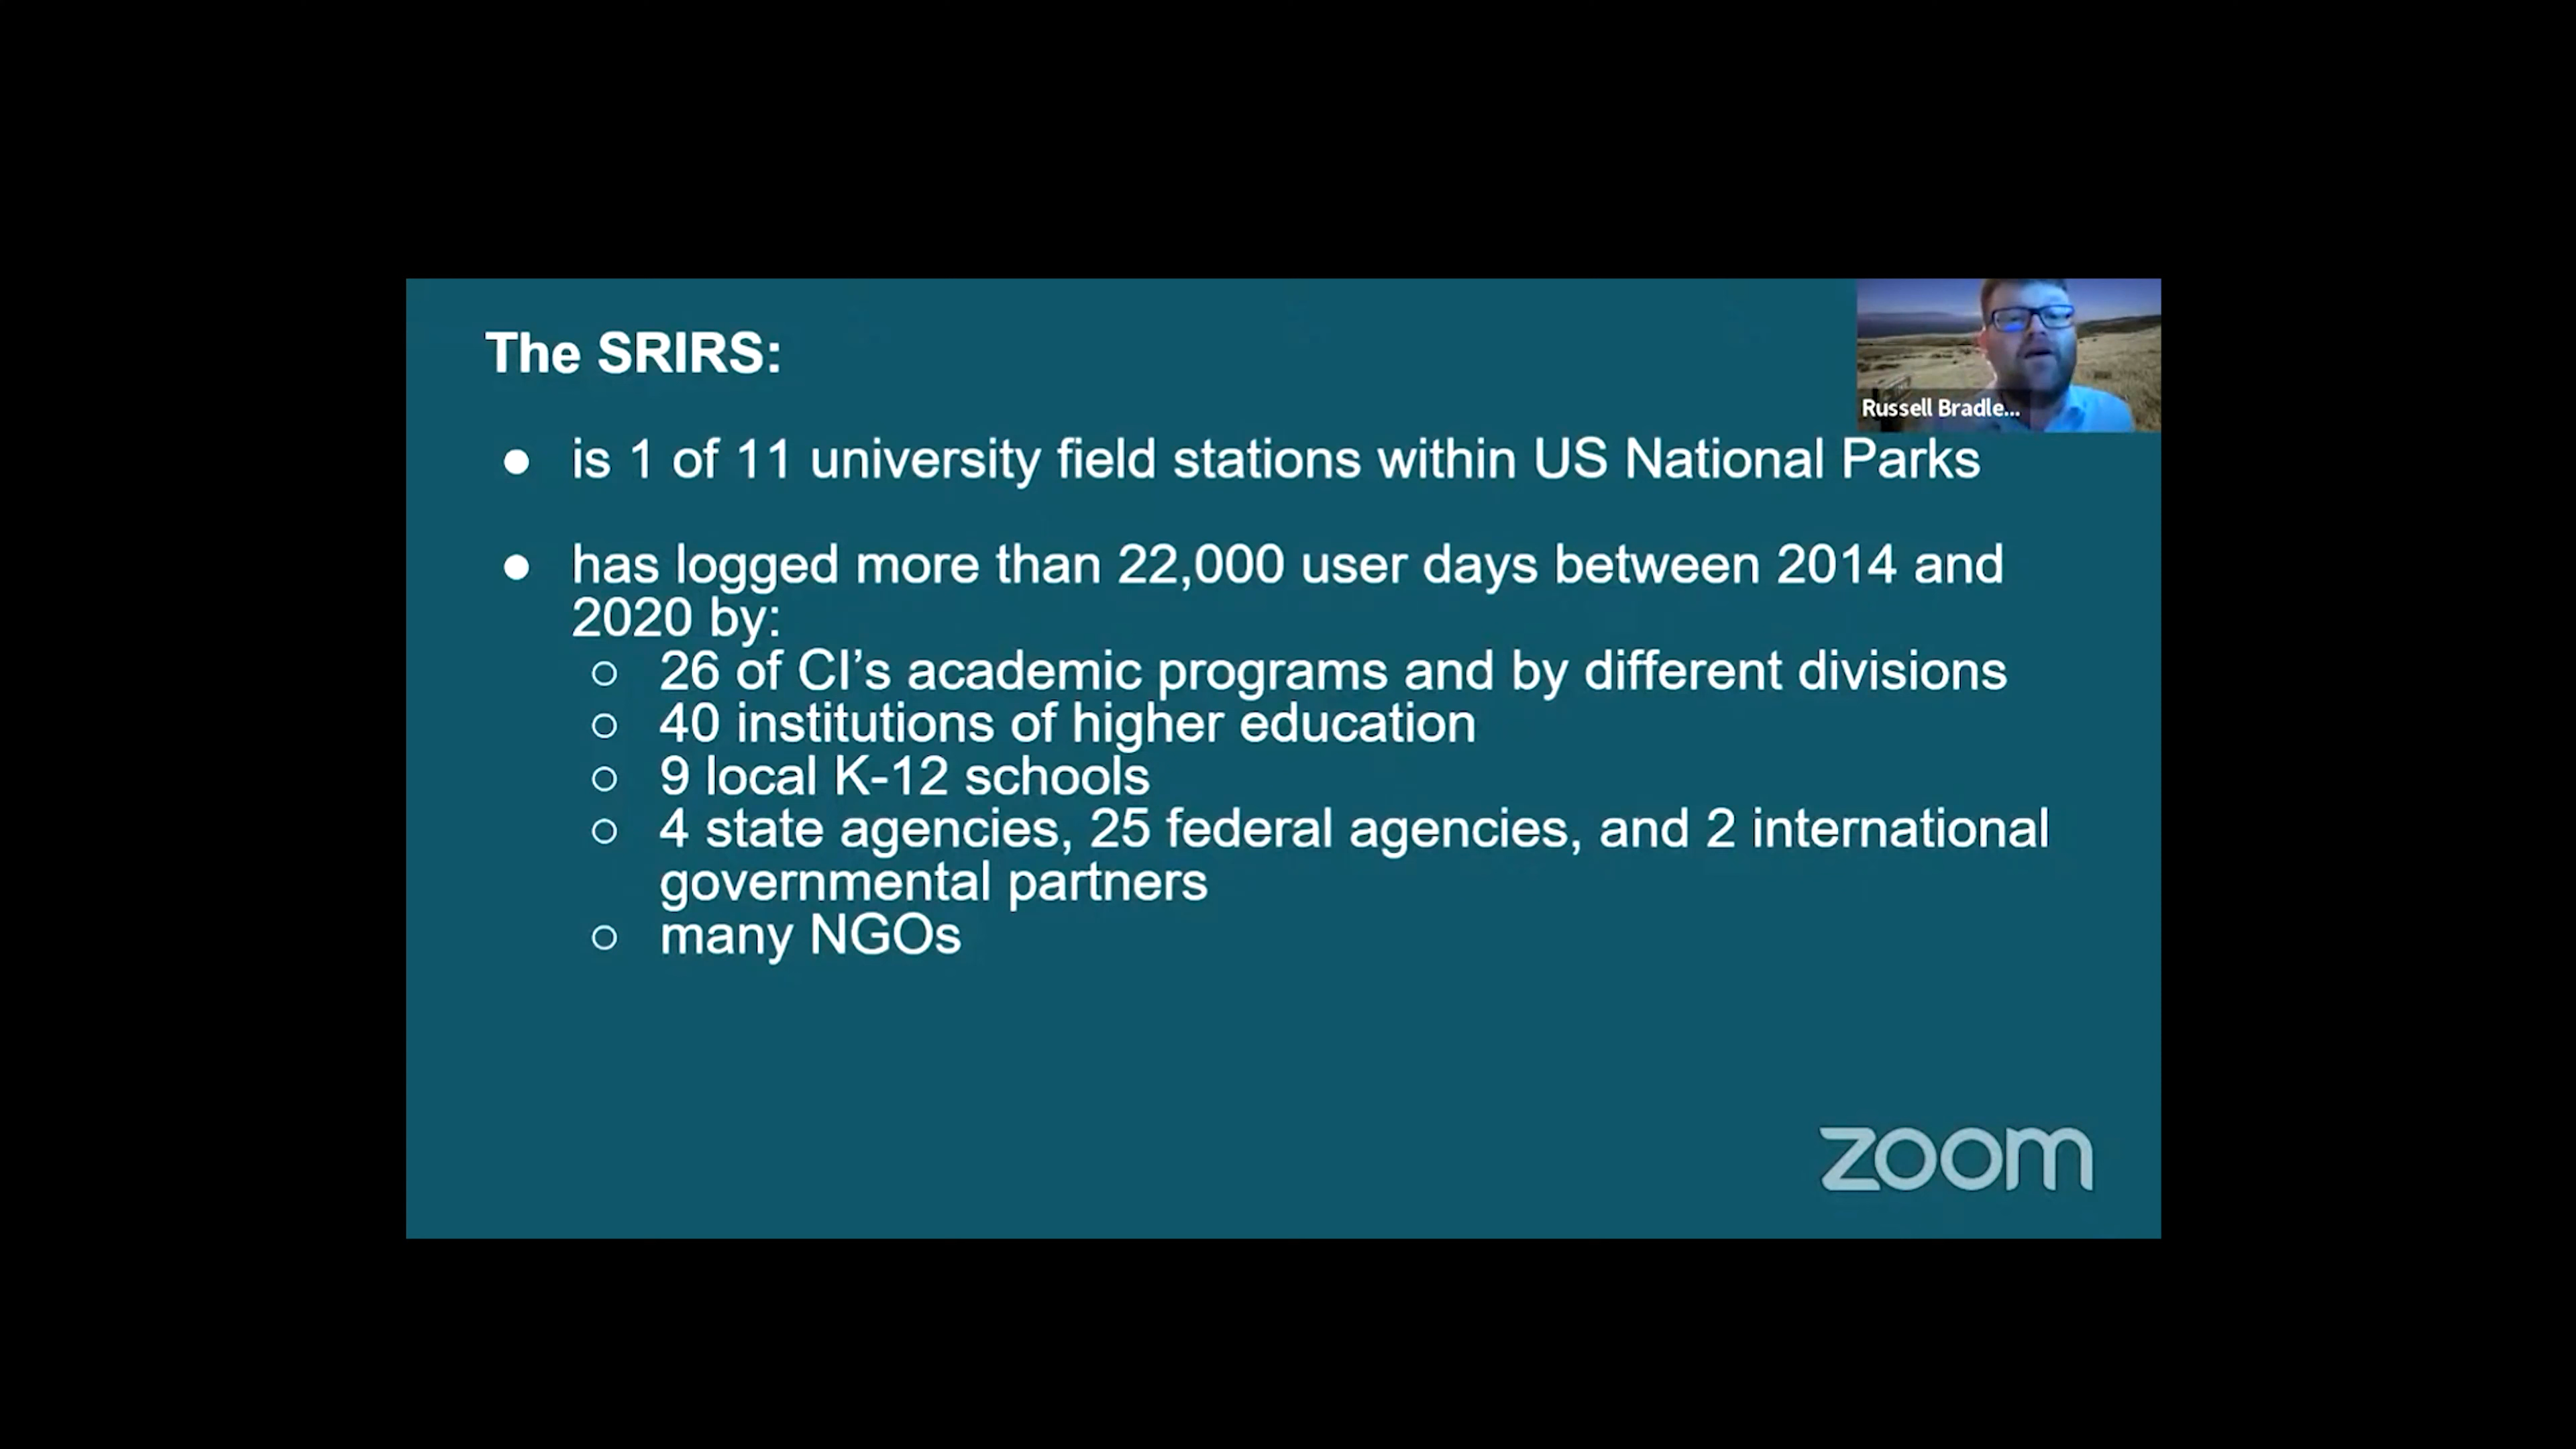 The SRIRS:
Russell Bradle...
● is 1 of 11 university field stations within US National Parks
● has logged more than 22,000 user days between 2014 and
2020 by:
○ 26 of CI’s academic programs and by different divisions
○ 40 institutions of higher education
○ 9 local K-12 schools
○ 4 state agencies, 25 federal agencies, and 2 international
governmental partners
○ many NGOs
zoom